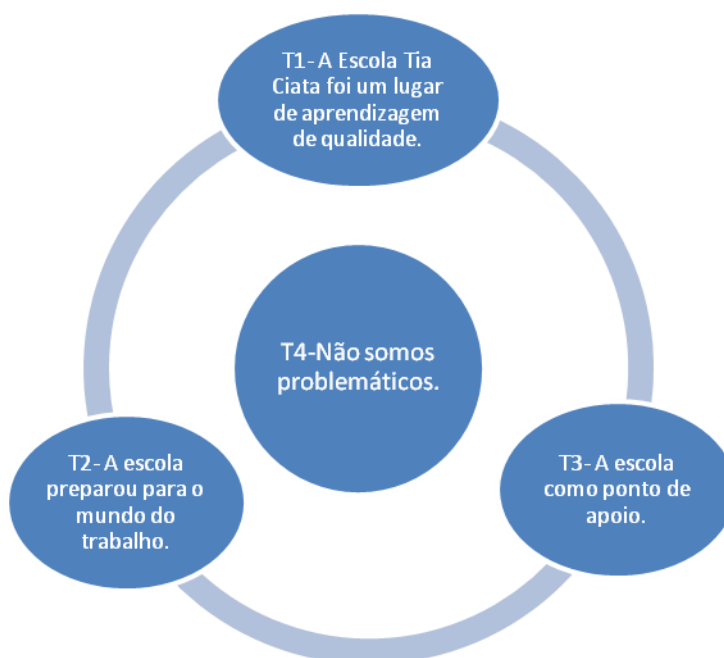 T1- A Escola Tia
Ciata foi um lugar
de aprendizagem
de qualidade.
T4-Não somos
problemáticos.
T2- A escola
preparou para o
mundo do
trabalho.
T3- A escola
como ponto de
apoio.